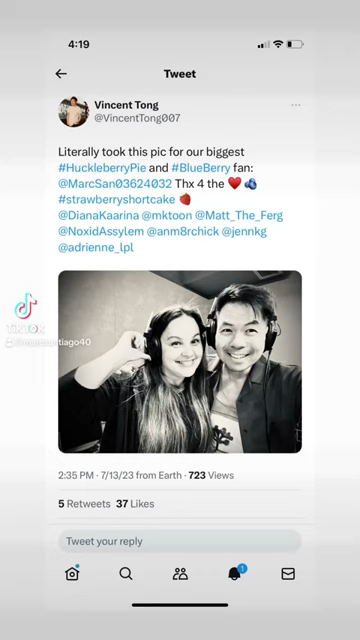 4:19
Tweet
Vincent Tong
@VincentTong007
Literally took this pic for our biggest
#HuckleberryPie and #BlueBerry fan:
@MarcSan03624032 Thx 4 the ❤️ 🫐
#strawberryshortcake 🍓
@DianaKaarina @mktoon @Matt_The_Ferg
@NoxidAssylem @anm8rchick @jennkg
@adrienne_lpl
TikTok
2:35 PM · 7/13/23 from Earth · 723 Views
5 Retweets 37 Likes
Tweet your reply
1